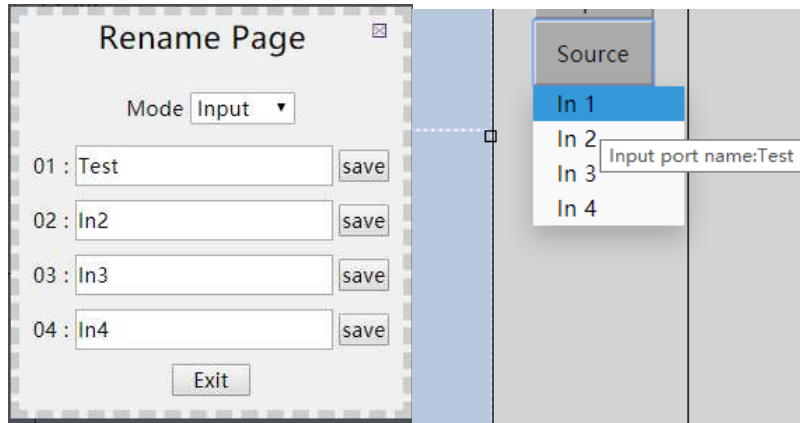 Rename Page
Mode Input
01 : Test save
02 : In2 save
03 : In3 save
04 : In4 save
Exit
Source
In 1
In 2
Input port name:Test
In 3
In 4